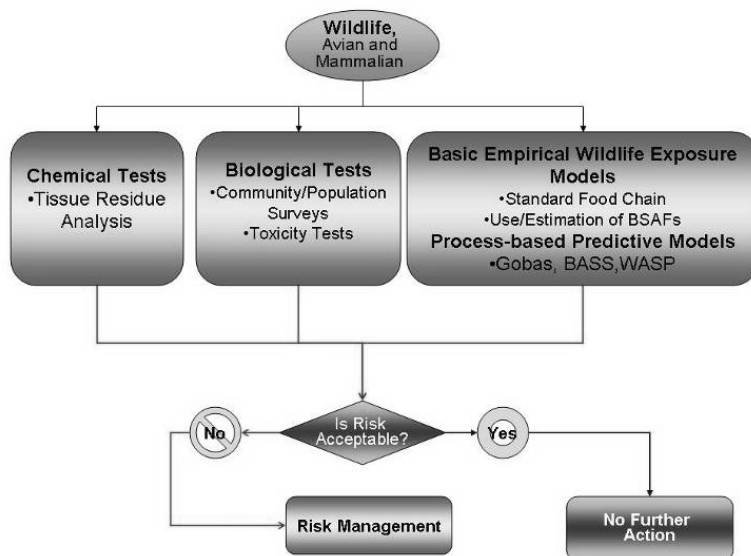 Wildlife,
Avian and
Mammalian
Chemical Tests
•Tissue Residue
Analysis
Biological Tests
•Community/Population
Surveys
•Toxicity Tests
Basic Empirical Wildlife Exposure
Models
•Standard Food Chain
•Use/Estimation of BSAFs
Process-based Predictive Models
•Gobas, BASS,WASP
No
Is Risk
Acceptable?
Yes
Risk Management
No Further
Action